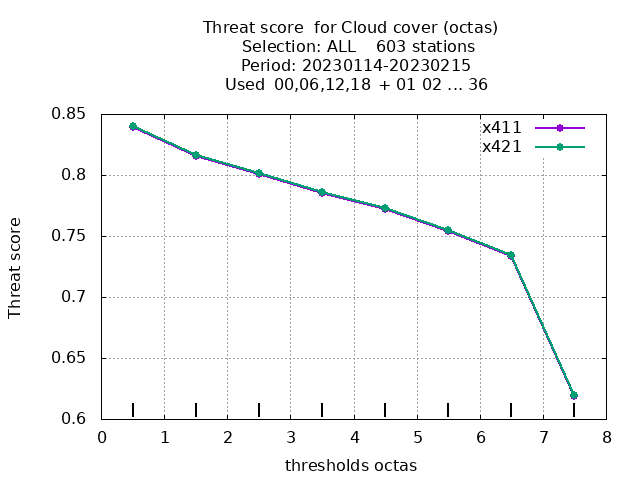 Threat score  for Cloud cover (octas)
Selection: ALL    603 stations
Period: 20230114-20230215
Used  00,06,12,18  + 01 02 ... 36
x411
x421
0.85
0.8
0.75
0.7
0.65
0.6
Threat score
0 1 2 3 4 5 6 7 8
thresholds octas